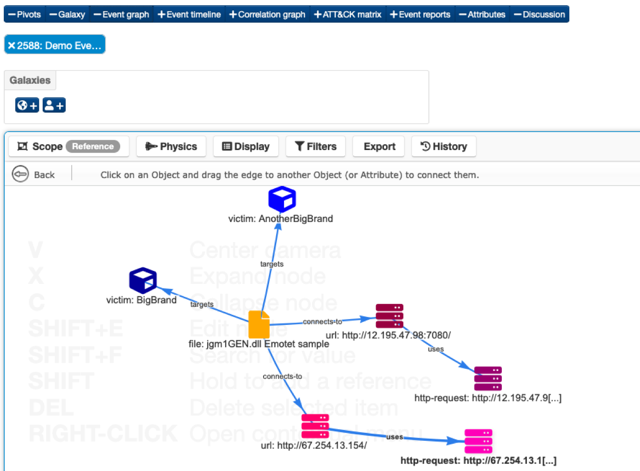 Pivots Galaxy Event graph Event timeline Correlation graph ATT&CK matrix Event reports Attributes Discussion
2588: Demo Eve...
Galaxies
Scope Reference Physics Display Filters Export History
Back Click on an Object and drag the edge to another Object (or Attribute) to connect them.
victim: AnotherBigBrand
V Center camera
targets
X Expand node
victim: BigBrand
C Collapse node
targets
connects-to
SHIFT+E Edit
url: http://12.195.47.98:7080/
file: jgm1GEN.dll Emotet sample
uses
SHIFT+F Search for value
connects-to
SHIFT Hold to add a reference
http-request: http://12.195.47.9[...]
DEL Delete selected item
RIGHT-CLICK Open menu
uses
url: http://67.254.13.154/
http-request: http://67.254.13.1[...]